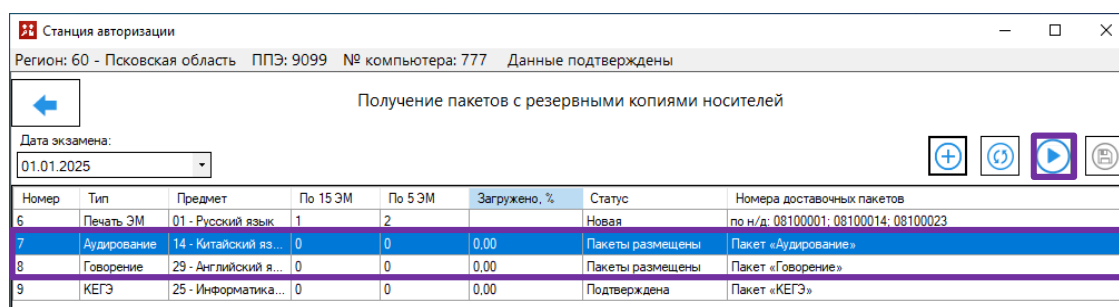 Станция авторизации
Регион: 60 - Псковская область ППЭ: 9099 № компьютера: 777 Данные подтверждены
Получение пакетов с резервными копиями носителей
Дата экзамена:
01.01.2025
Номер Тип Предмет По 15 ЭМ По 5 ЭМ Загружено, % Статус Номера доставочных пакетов
6 Печать ЭМ 01 - Русский язык 1 2 Новая по н/д: 08100001; 08100014; 08100023
7 Аудирование 14 - Китайский яз... 0 0 0,00 Пакеты размещены Пакет «Аудирование»
8 Говорение 29 - Английский я... 0 0 0,00 Пакеты размещены Пакет «Говорение»
9 КЕГЭ 25 - Информатика... 0 0 0,00 Подтверждена Пакет «КЕГЭ»